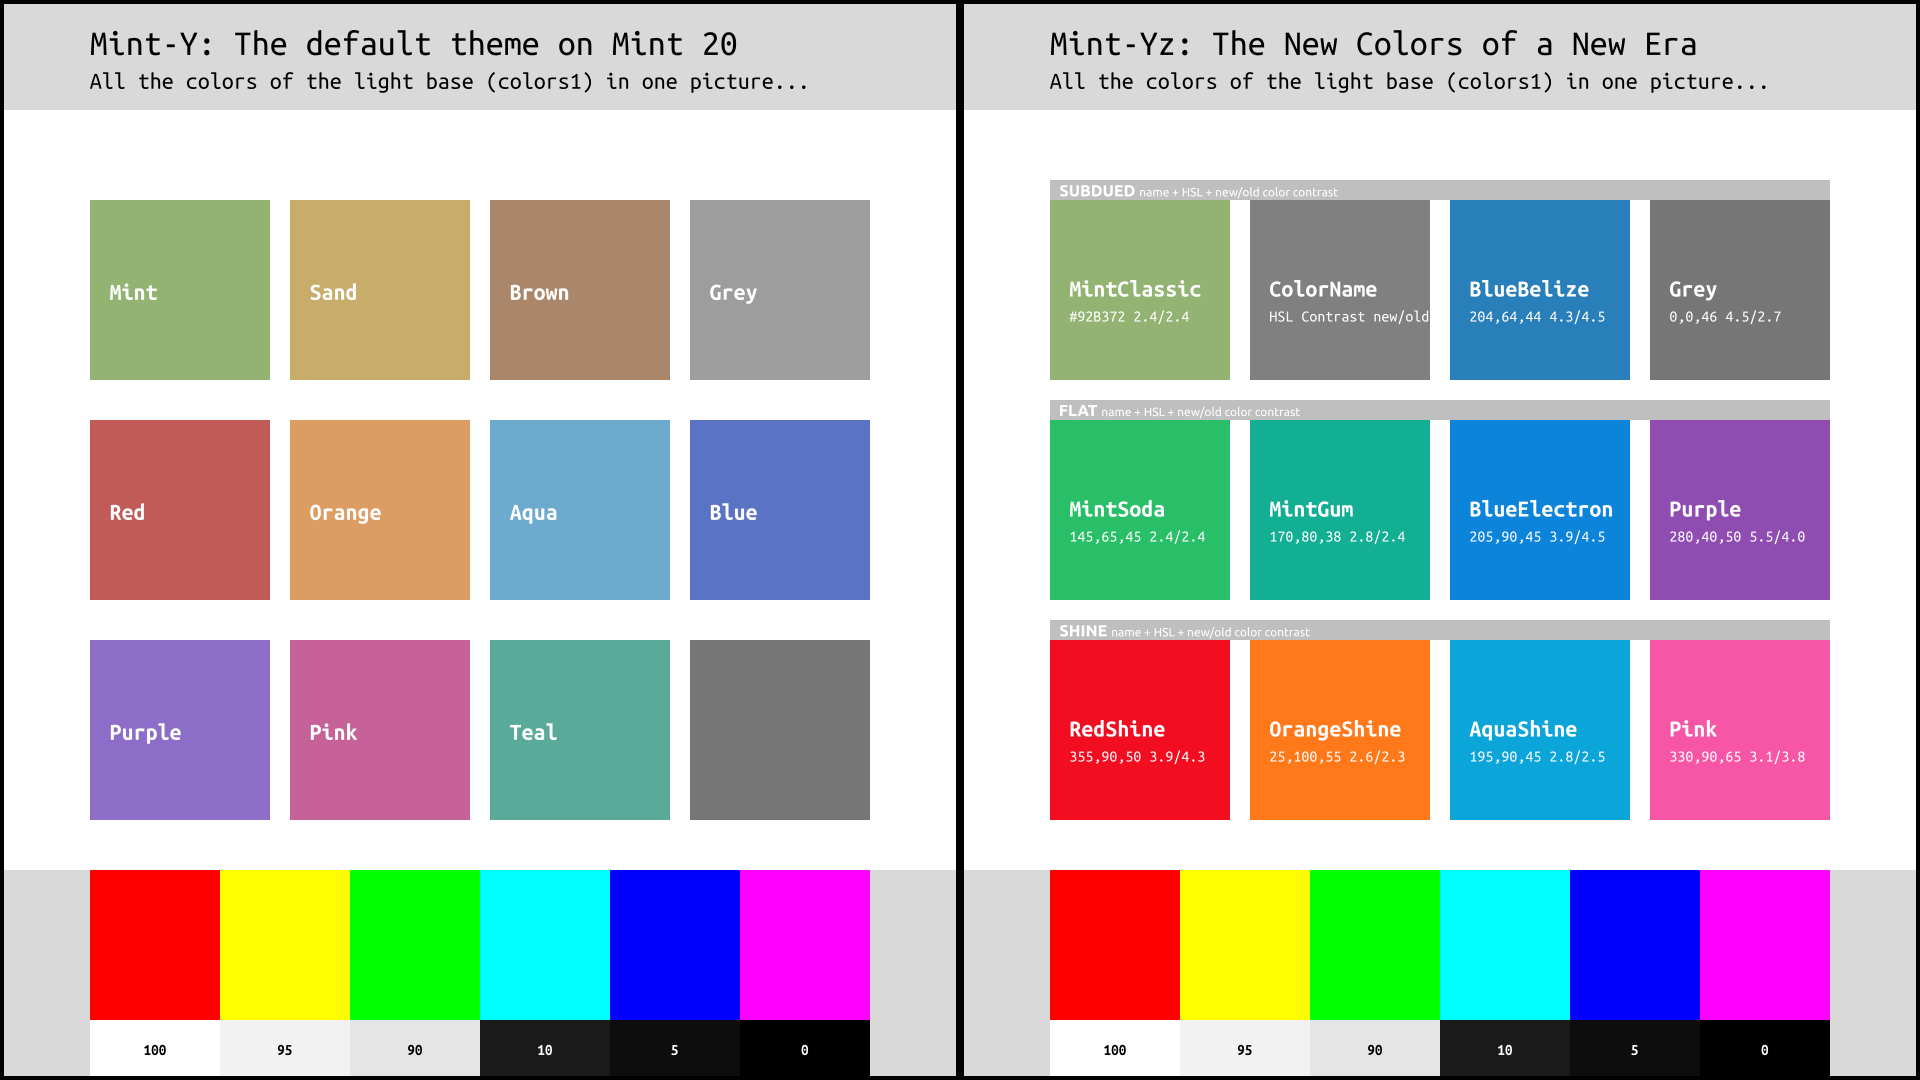 Mint-Y: The default theme on Mint 20
All the colors of the light base (colors1) in one picture...
Mint
Sand
Brown
Grey
Red
Orange
Aqua
Blue
Purple
Pink
Teal
100
95
90
10
5
0
Mint-Yz: The New Colors of a New Era
All the colors of the light base (colors1) in one picture...
SUBDUED name + HSL + new/old color contrast
MintClassic
#92B372 2.4/2.4
ColorName
HSL Contrast new/old
BlueBelize
204,64,44 4.3/4.5
Grey
0,0,46 4.5/2.7
FLAT name + HSL + new/old color contrast
MintSoda
145,65,45 2.4/2.4
MintGum
170,80,38 2.8/2.4
BlueElectron
205,90,45 3.9/4.5
Purple
280,40,50 5.5/4.0
SHINE name + HSL + new/old color contrast
RedShine
355,90,50 3.9/4.3
OrangeShine
25,100,55 2.6/2.3
AquaShine
195,90,45 2.8/2.5
Pink
330,90,65 3.1/3.8
100
95
90
10
5
0